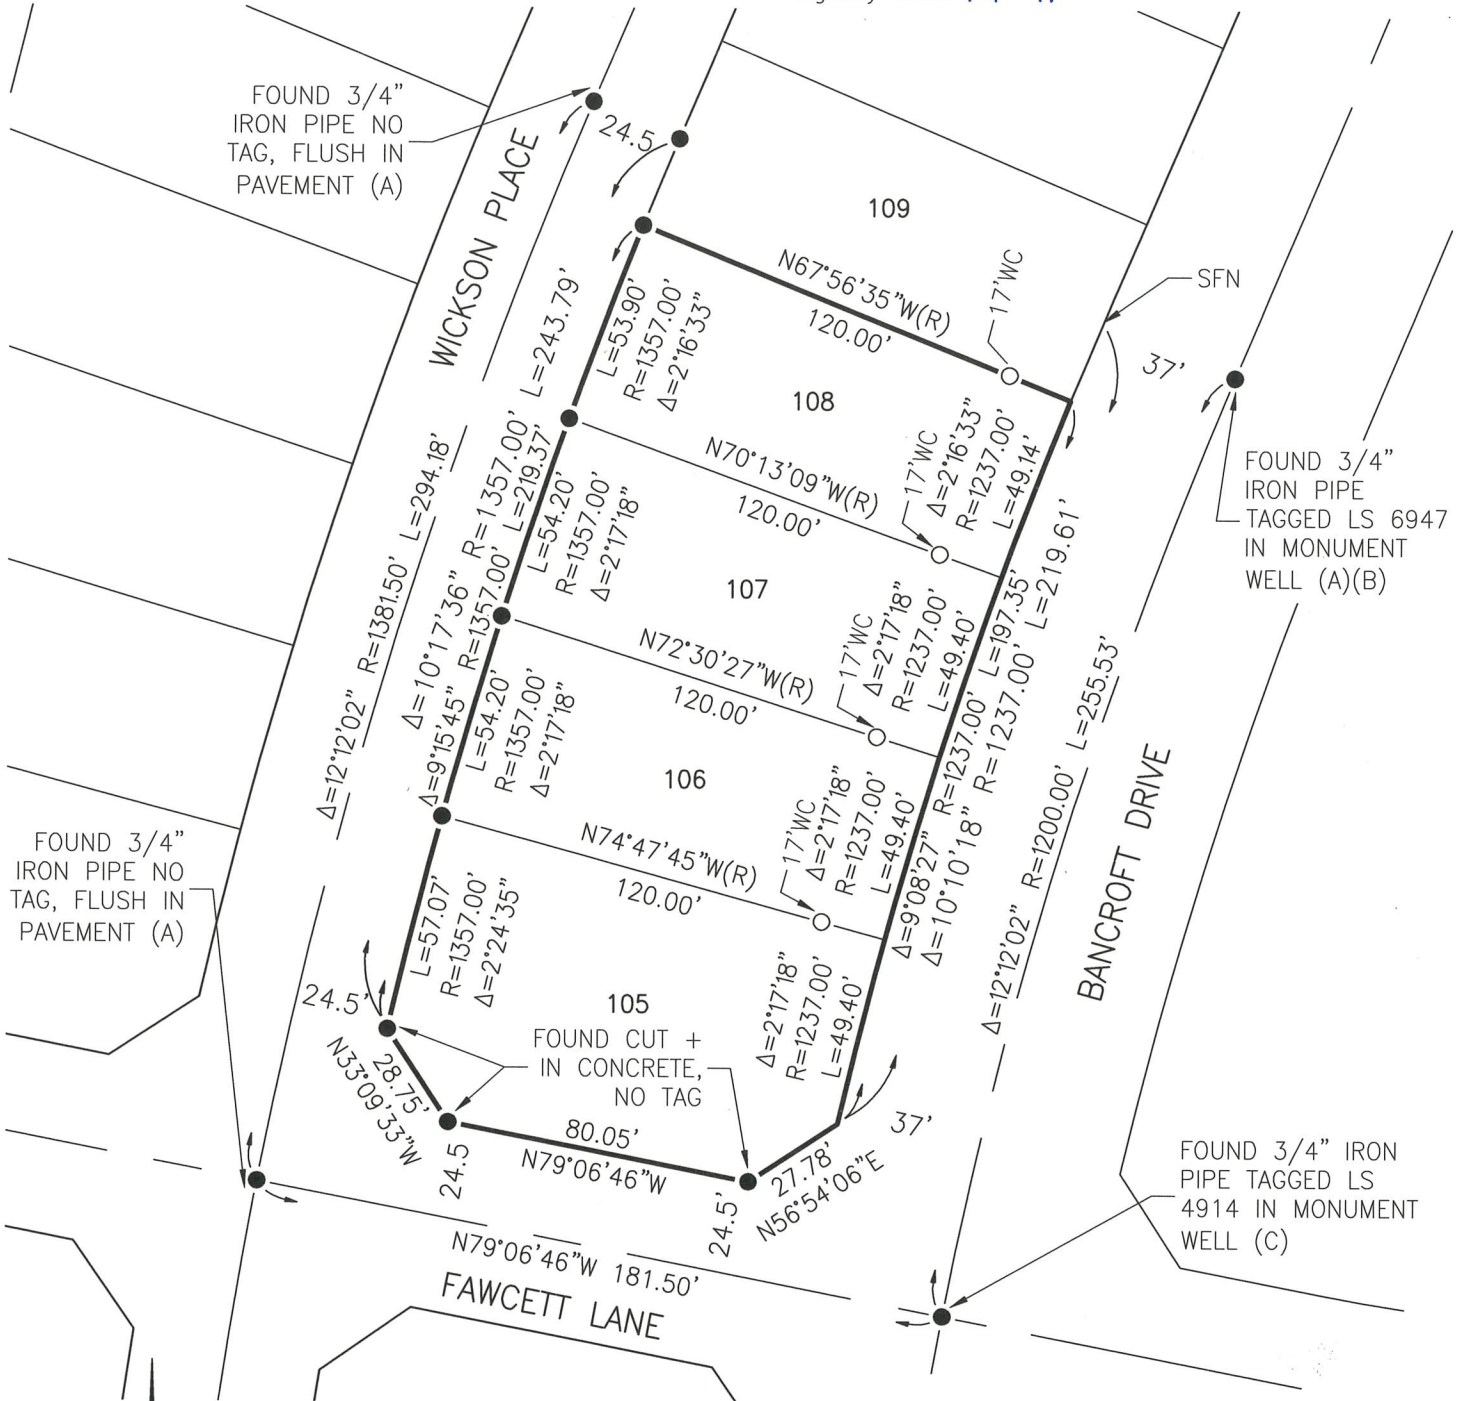 FOUND 3/4"
IRON PIPE NO
TAG, FLUSH IN
PAVEMENT (A)
24.5
WICKSON PLACE
109
N67°56'35"W(R)
120.00'
17'WC
SFN
37'
FOUND 3/4"
IRON PIPE
TAGGED LS 6947
IN MONUMENT
WELL (A)(B)
L=53.90'
R=1357.00'
Δ=2°16'33"
108
Δ=2°16'33"
R=1237.00'
L=49.14'
N70°13'09"W(R)
120.00'
17'WC
L=54.20'
R=1357.00'
Δ=2°17'18"
107
Δ=2°17'18"
R=1237.00'
L=49.40'
N72°30'27"W(R)
120.00'
17'WC
L=54.20'
R=1357.00'
Δ=2°17'18"
106
Δ=2°17'18"
R=1237.00'
L=49.40'
N74°47'45"W(R)
120.00'
17'WC
L=57.07'
R=1357.00'
Δ=2°24'35"
105
Δ=2°17'18"
R=1237.00'
L=49.40'
Δ=12°12'02" R=1381.50' L=294.18'
Δ=10°17'36" R=1357.00' L=243.79'
Δ=9°15'45" R=1357.00' L=219.37'
Δ=9°08'27" R=1237.00' L=197.35'
Δ=10°10'18" R=1237.00' L=219.61'
Δ=12°12'02" R=1200.00' L=255.53'
BANCROFT DRIVE
FOUND 3/4"
IRON PIPE NO
TAG, FLUSH IN
PAVEMENT (A)
24.5'
FOUND CUT +
IN CONCRETE,
NO TAG
28.75'
N33°09'33"W
24.5
80.05'
N79°06'46"W
24.5'
27.78'
N56°54'06"E
37'
FOUND 3/4" IRON
PIPE TAGGED LS
4914 IN MONUMENT
WELL (C)
N79°06'46"W 181.50'
FAWCETT LANE